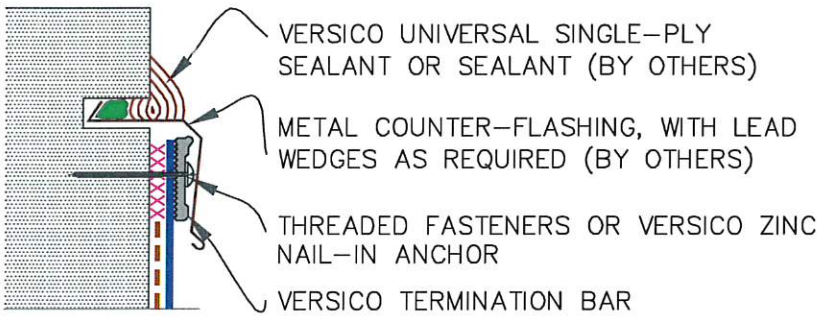 VERSICO UNIVERSAL SINGLE–PLY
SEALANT OR SEALANT (BY OTHERS)
METAL COUNTER–FLASHING, WITH LEAD
WEDGES AS REQUIRED (BY OTHERS)
THREADED FASTENERS OR VERSICO ZINC
NAIL–IN ANCHOR
VERSICO TERMINATION BAR